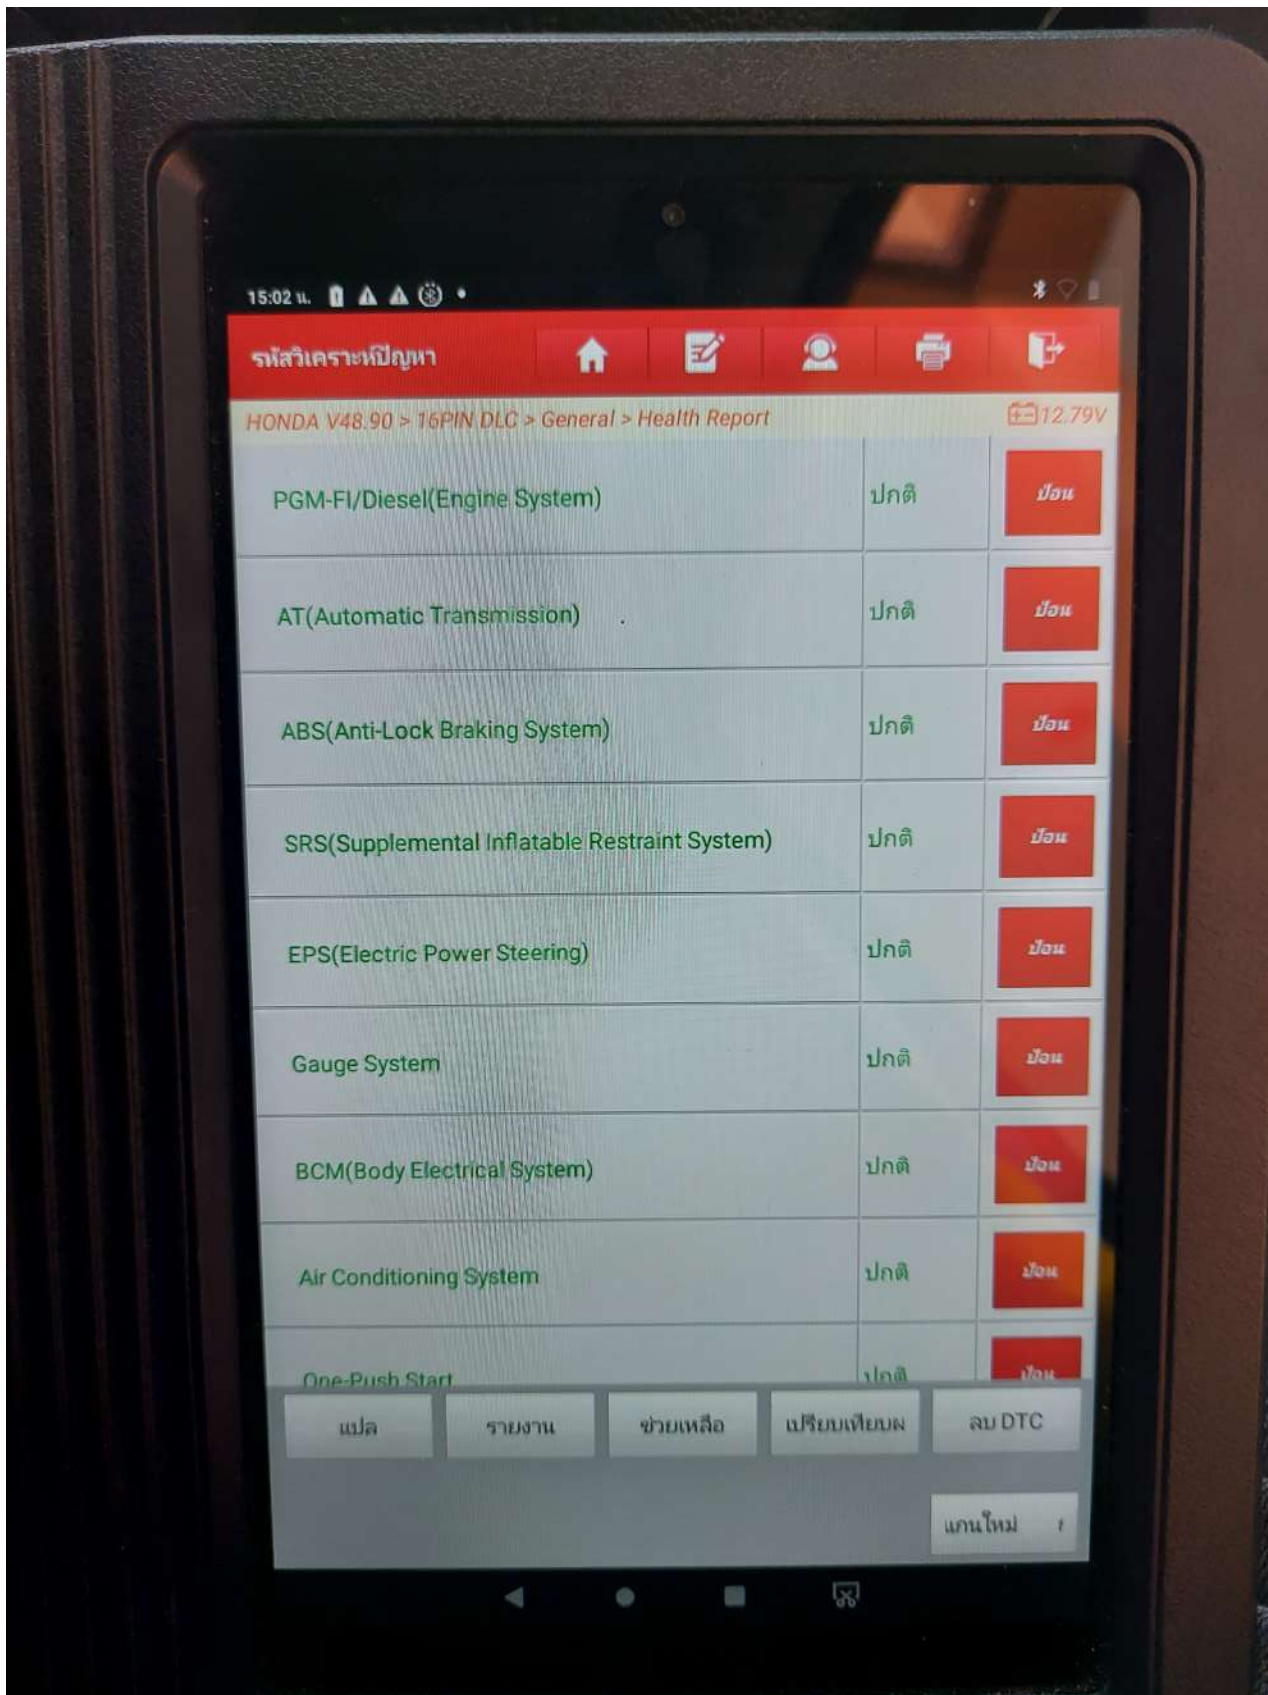 15:02 น.
รหัสวิเคราะห์ปัญหา
HONDA V48.90 > 16PIN DLC > General > Health Report 12.79V
PGM-FI/Diesel(Engine System) ปกติ ป้อน
AT(Automatic Transmission) ปกติ ป้อน
ABS(Anti-Lock Braking System) ปกติ ป้อน
SRS(Supplemental Inflatable Restraint System) ปกติ ป้อน
EPS(Electric Power Steering) ปกติ ป้อน
Gauge System ปกติ ป้อน
BCM(Body Electrical System) ปกติ ป้อน
Air Conditioning System ปกติ ป้อน
One-Push Start ปกติ ป้อน
แปล รายงาน ช่วยเหลือ เปรียบเทียบผ ลบ DTC
แกนใหม่